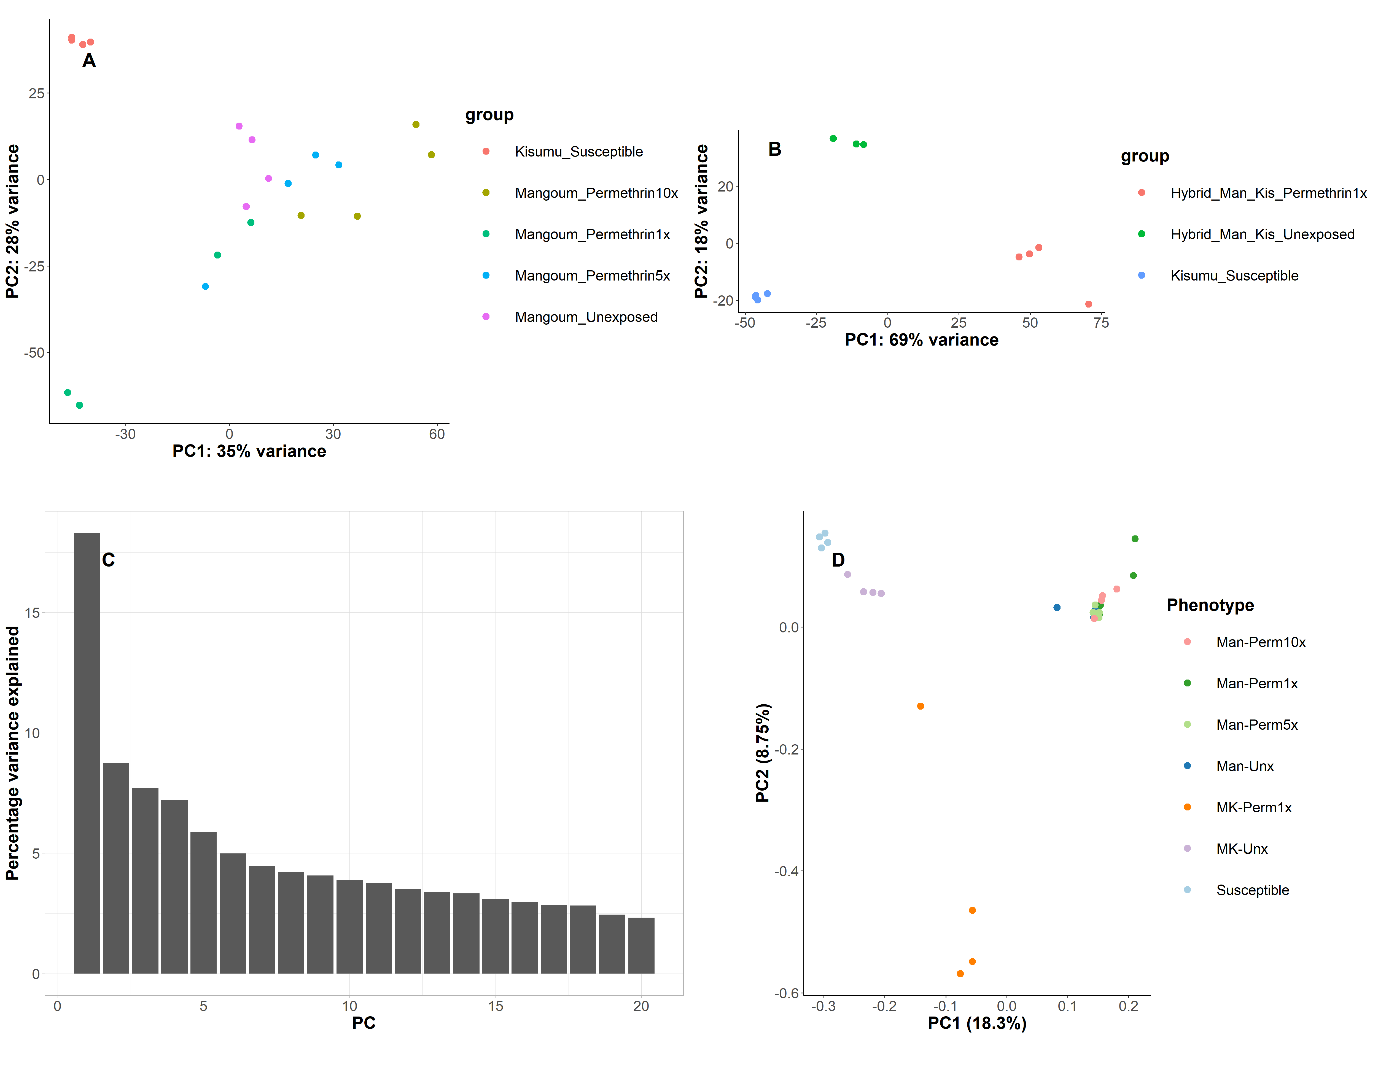 A
25
0
-25
-50
-30
0
30
60
PC1: 35% variance
PC2: 28% variance
group
Kisumu_Susceptible
Mangoum_Permethrin10x
Mangoum_Permethrin1x
Mangoum_Permethrin5x
Mangoum_Unexposed
B
20
0
-20
-50
-25
0
25
50
75
PC1: 69% variance
PC2: 18% variance
group
Hybrid_Man_Kis_Permethrin1x
Hybrid_Man_Kis_Unexposed
Kisumu_Susceptible
C
15
10
5
0
0
5
10
15
20
PC
Percentage variance explained
D
0.0
-0.2
-0.4
-0.6
-0.3
-0.2
-0.1
0.0
0.1
0.2
PC1 (18.3%)
PC2 (8.75%)
Phenotype
Man-Perm10x
Man-Perm1x
Man-Perm5x
Man-Unx
MK-Perm1x
MK-Unx
Susceptible